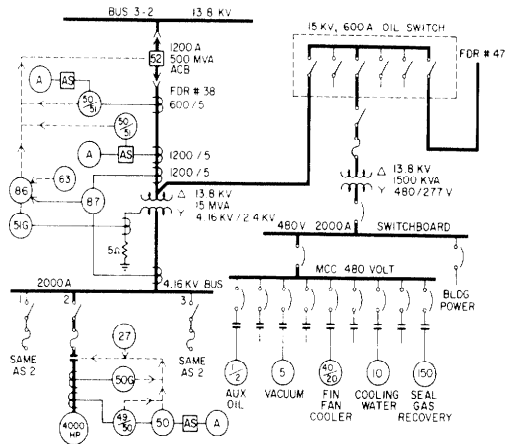 BUS 3-2 13.8 KV
15 KV, 600 A OIL SWITCH
52
1200 A
500 MVA
ACB
FDR # 47
A
AS
50/51
FDR # 38
600 / 5
50/51
A
AS
1200 / 5
1200 / 5
86
63
87
Δ 13.8 KV
15 MVA
Y 4.16 KV / 2.4 KV
Δ 13.8 KV
1500 KVA
Y 480/277 V
51G
5Ω
480 V 2000 A SWITCHBOARD
2000 A 4.16 KV BUS
MCC 480 VOLT
1
2
3
BLDG
POWER
SAME
AS 2
27
SAME
AS 2
50G
4000
HP
49/50
50
AS
A
1/2
5
40/20
10
150
AUX
OIL
VACUUM
FIN
FAN
COOLER
COOLING
WATER
SEAL
GAS
RECOVERY